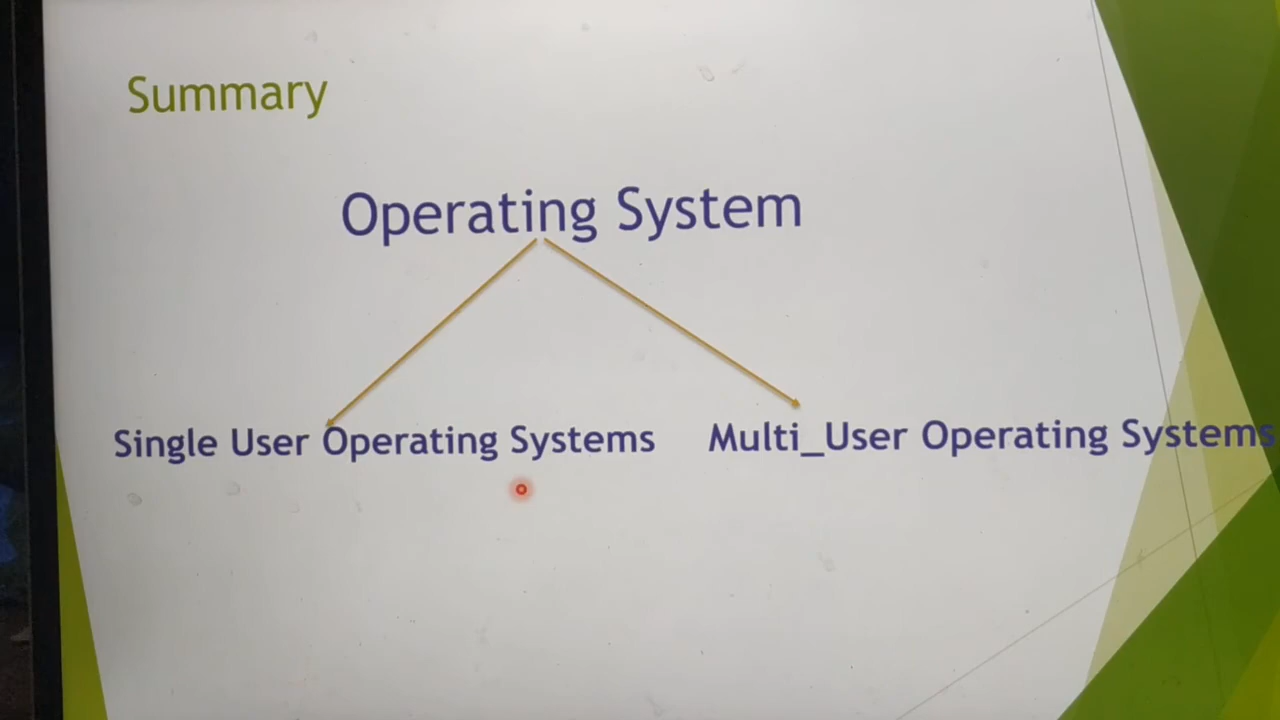 Summary
Operating System
Single User Operating Systems
Multi_User Operating Systems